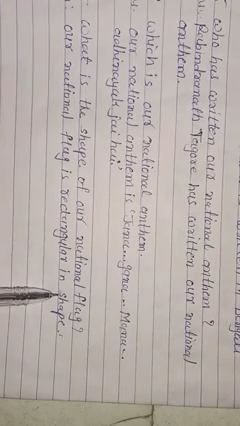 who has written our national anthem ?
Rabindranath Tagore has written our national
anthem.
which is our national anthem.
our national anthem is 'Jana-gana-Mana-
adhinayak jai hai'
what is the shape of our national flag ?
our national flag is rectangular in shape.